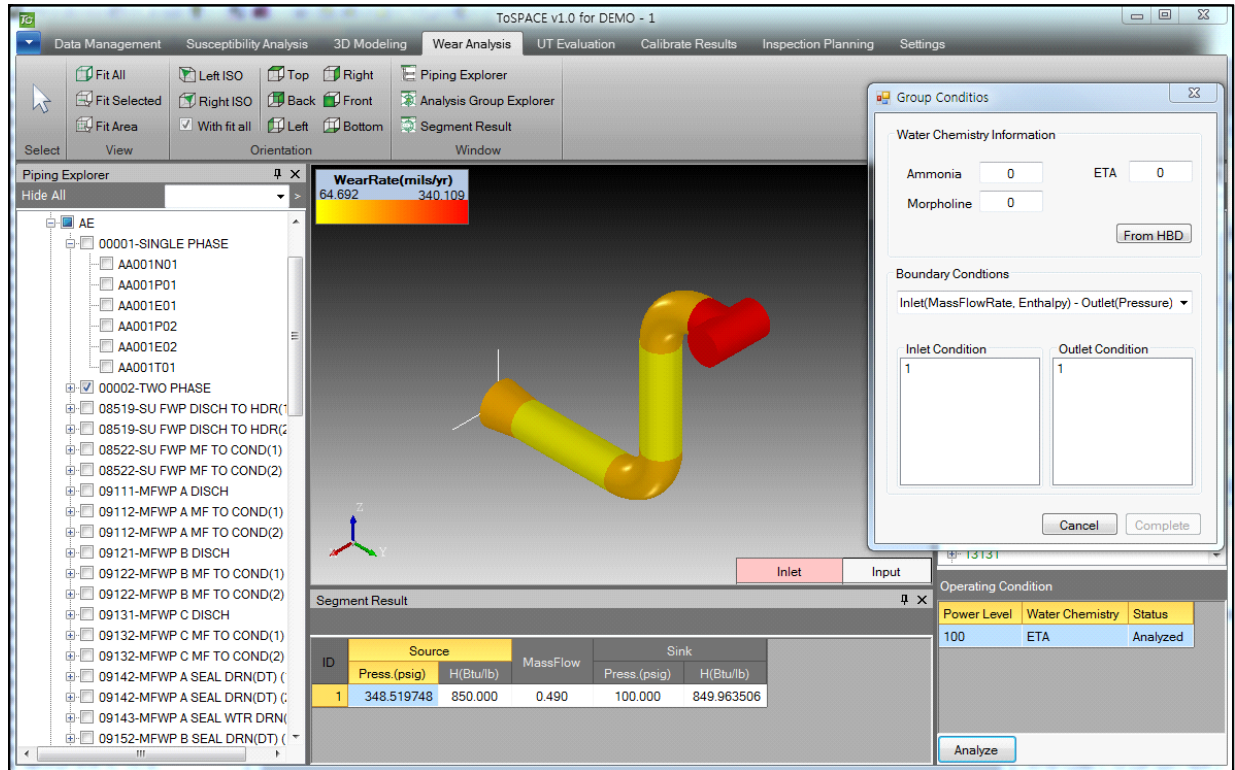 ToSPACE v1.0 for DEMO - 1
Data Management Susceptibility Analysis 3D Modeling Wear Analysis UT Evaluation Calibrate Results Inspection Planning Settings
Fit All Left ISO Top Right Piping Explorer
Fit Selected Right ISO Back Front Analysis Group Explorer
Fit Area With fit all Left Bottom Segment Result
Select View Orientation Window
Piping Explorer
Hide All >
AE
00001-SINGLE PHASE
AA001N01
AA001P01
AA001E01
AA001P02
AA001E02
AA001T01
00002-TWO PHASE
08519-SU FWP DISCH TO HDR(1
08519-SU FWP DISCH TO HDR(2
08522-SU FWP MF TO COND(1)
08522-SU FWP MF TO COND(2)
09111-MFWP A DISCH
09112-MFWP A MF TO COND(1)
09112-MFWP A MF TO COND(2)
09121-MFWP B DISCH
09122-MFWP B MF TO COND(1)
09122-MFWP B MF TO COND(2)
09131-MFWP C DISCH
09132-MFWP C MF TO COND(1)
09132-MFWP C MF TO COND(2)
09142-MFWP A SEAL DRN(DT) (
09142-MFWP A SEAL DRN(DT) (
09143-MFWP A SEAL WTR DRN(
09152-MFWP B SEAL DRN(DT) (
WearRate(mils/yr)
64.692 340.109
Z
Y
Inlet Input
Segment Result
ID Source MassFlow Sink
Press.(psig) H(Btu/lb) Press.(psig) H(Btu/lb)
1 348.519748 850.000 0.490 100.000 849.963506
Group Conditios
Water Chemistry Information
Ammonia 0 ETA 0
Morpholine 0
From HBD
Boundary Condtions
Inlet(MassFlowRate, Enthalpy) - Outlet(Pressure)
Inlet Condition Outlet Condition
1 1
Cancel Complete
13131
Operating Condition
Power Level Water Chemistry Status
100 ETA Analyzed
Analyze